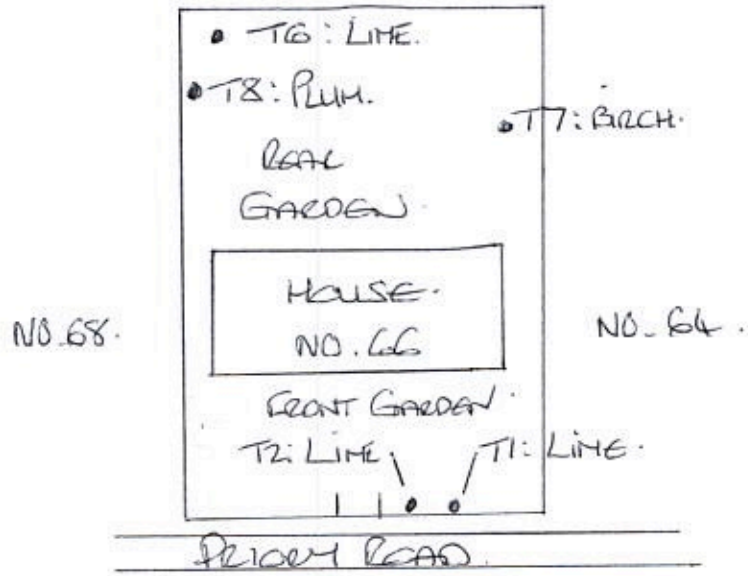 T6: LIME.
T8: PLUM.
T7: BIRCH.
REAR
GARDEN.
HOUSE.
NO. 66
NO. 68.
NO. 64.
FRONT GARDEN.
T2: LIME.
T1: LIME.
PRIORY ROAD.